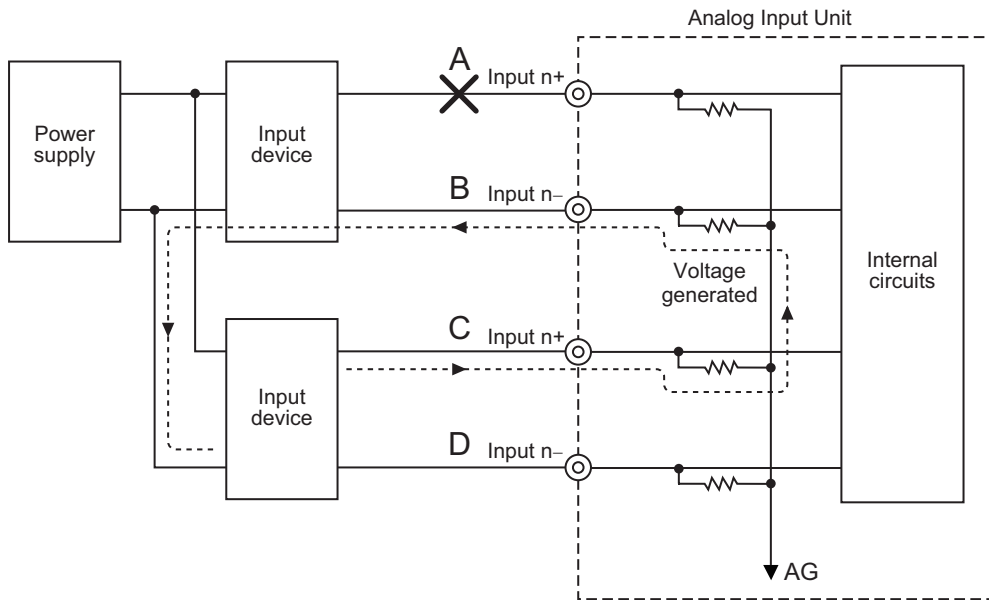 Analog Input Unit
A
Input n+
Power
supply
Input
device
B
Input n−
Internal
circuits
Voltage
generated
C
Input n+
Input
device
D
Input n−
AG